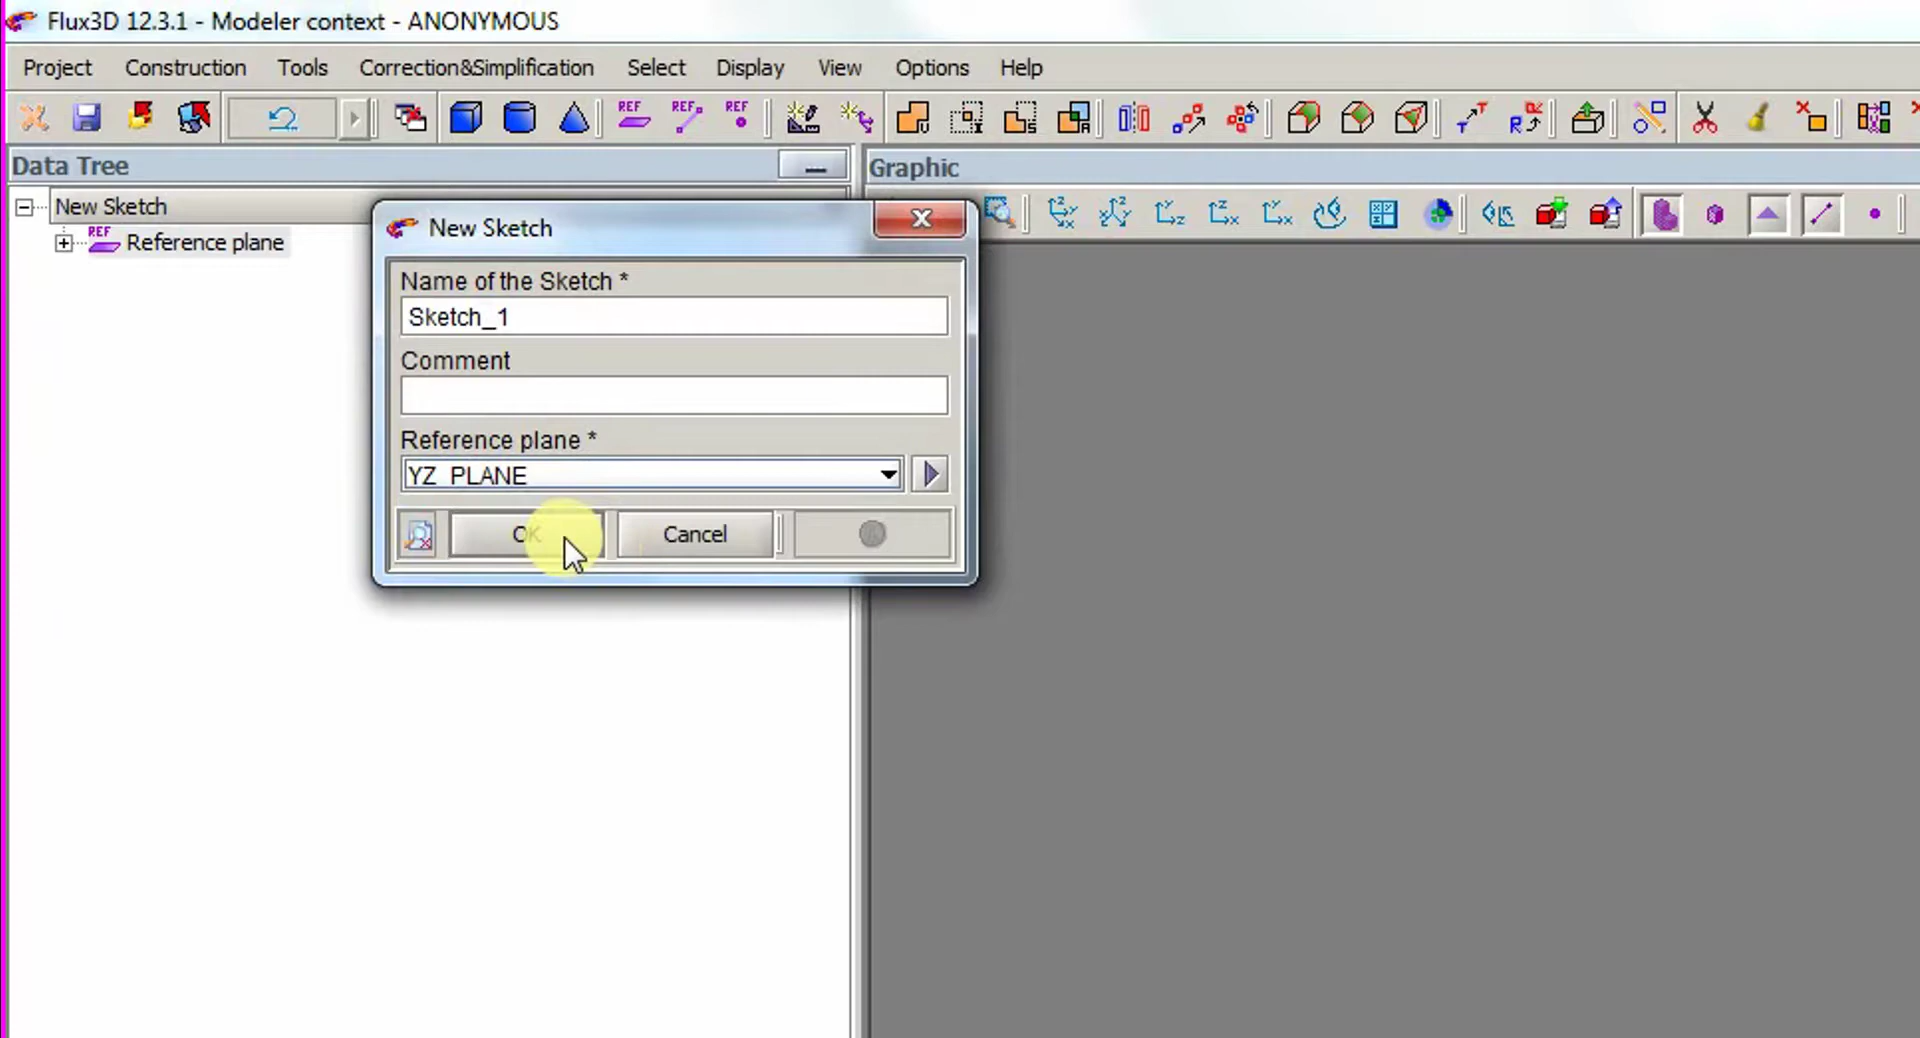 Flux3D 12.3.1 - Modeler context - ANONYMOUS
Project Construction Tools Correction&Simplification Select Display View Options Help
REF REF REF
Data Tree
Graphic
New Sketch
REF Reference plane
New Sketch
Name of the Sketch *
Sketch_1
Comment
Reference plane *
YZ_PLANE
OK Cancel